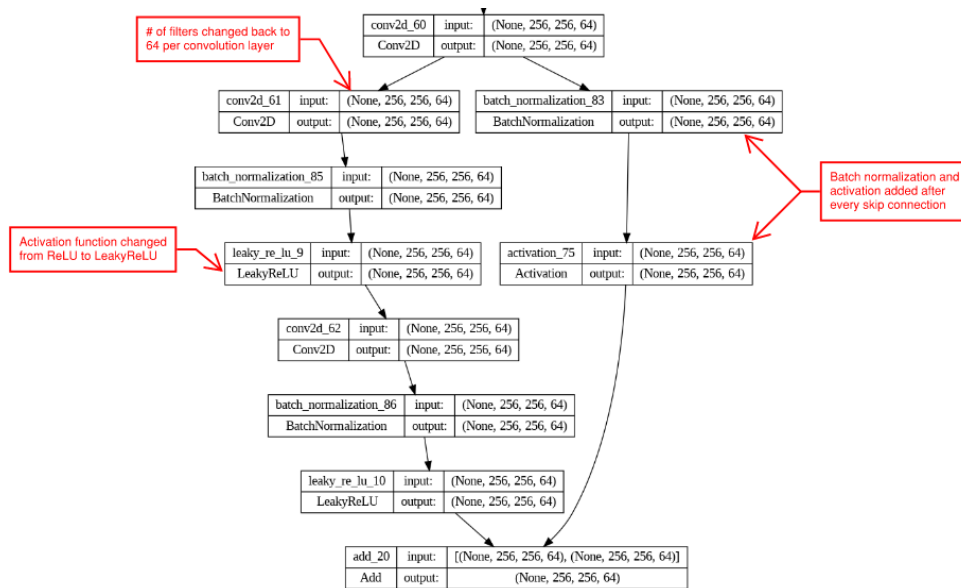 # of filters changed back to
64 per convolution layer
conv2d_60 input: (None, 256, 256, 64)
Conv2D output: (None, 256, 256, 64)
conv2d_61 input: (None, 256, 256, 64)
Conv2D output: (None, 256, 256, 64)
batch_normalization_83 input: (None, 256, 256, 64)
BatchNormalization output: (None, 256, 256, 64)
batch_normalization_85 input: (None, 256, 256, 64)
BatchNormalization output: (None, 256, 256, 64)
Batch normalization and
activation added after
every skip connection
Activation function changed
from ReLU to LeakyReLU
leaky_re_lu_9 input: (None, 256, 256, 64)
LeakyReLU output: (None, 256, 256, 64)
activation_75 input: (None, 256, 256, 64)
Activation output: (None, 256, 256, 64)
conv2d_62 input: (None, 256, 256, 64)
Conv2D output: (None, 256, 256, 64)
batch_normalization_86 input: (None, 256, 256, 64)
BatchNormalization output: (None, 256, 256, 64)
leaky_re_lu_10 input: (None, 256, 256, 64)
LeakyReLU output: (None, 256, 256, 64)
add_20 input: [(None, 256, 256, 64), (None, 256, 256, 64)]
Add output: (None, 256, 256, 64)